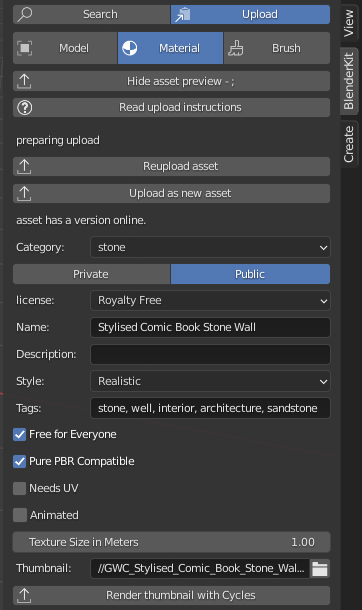 Search Upload
Model Material Brush
Hide asset preview - ;
Read upload instructions
preparing upload
Reupload asset
Upload as new asset
asset has a version online.
Category: stone
Private Public
license: Royalty Free
Name: Stylised Comic Book Stone Wall
Description:
Style: Realistic
Tags: stone, well, interior, architecture, sandstone
Free for Everyone
Pure PBR Compatible
Needs UV
Animated
Texture Size in Meters 1.00
Thumbnail: //GWC_Stylised_Comic_Book_Stone_Wal...
Render thumbnail with Cycles
View
BlenderKit
Create